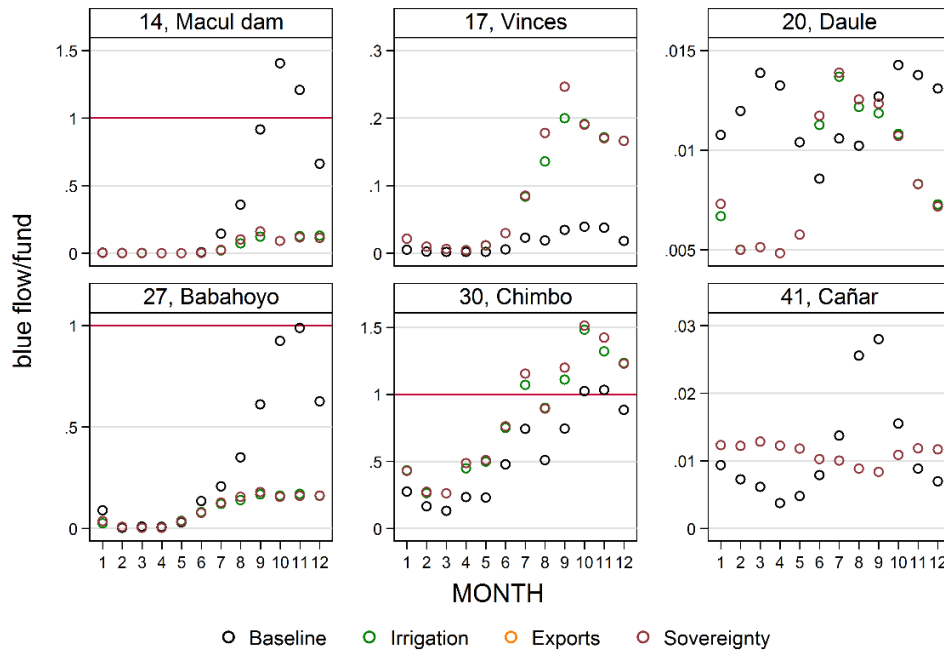 14, Macul dam
17, Vinces
20, Daule
1.5
1
.5
0
.3
.2
.1
0
.015
.01
.005
27, Babahoyo
30, Chimbo
41, Cañar
1
.5
0
1.5
1
.5
0
.03
.02
.01
0
1 2 3 4 5 6 7 8 9 10 11 12
1 2 3 4 5 6 7 8 9 10 11 12
1 2 3 4 5 6 7 8 9 10 11 12
blue flow/fund
MONTH
Baseline Irrigation Exports Sovereignty